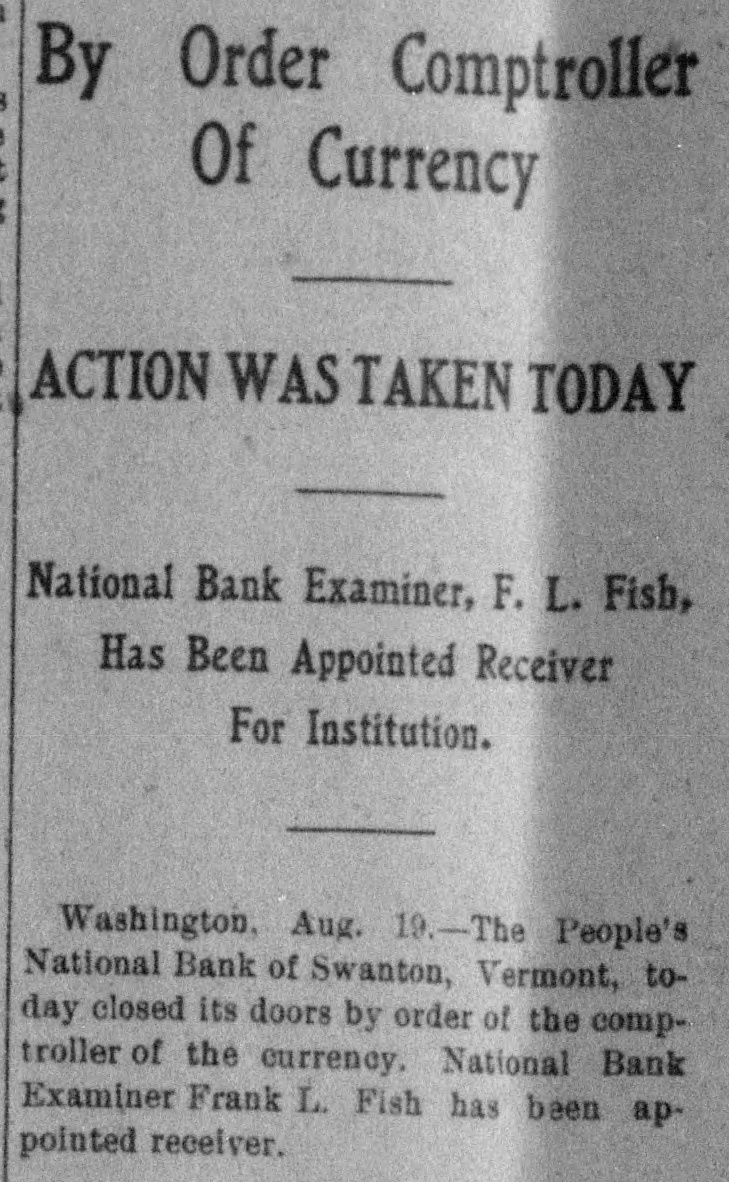 By Order Comptroller
Of Currency
ACTION WAS TAKEN TODAY
National Bank Examiner, F. L. Fish,
Has Been Appointed Receiver
For Institution.
Washington, Aug. 19.—The People's
National Bank of Swanton, Vermont, to-
day closed its doors by order of the comp-
troller of the currency. National Bank
Examiner Frank L. Fish has been ap-
pointed receiver.